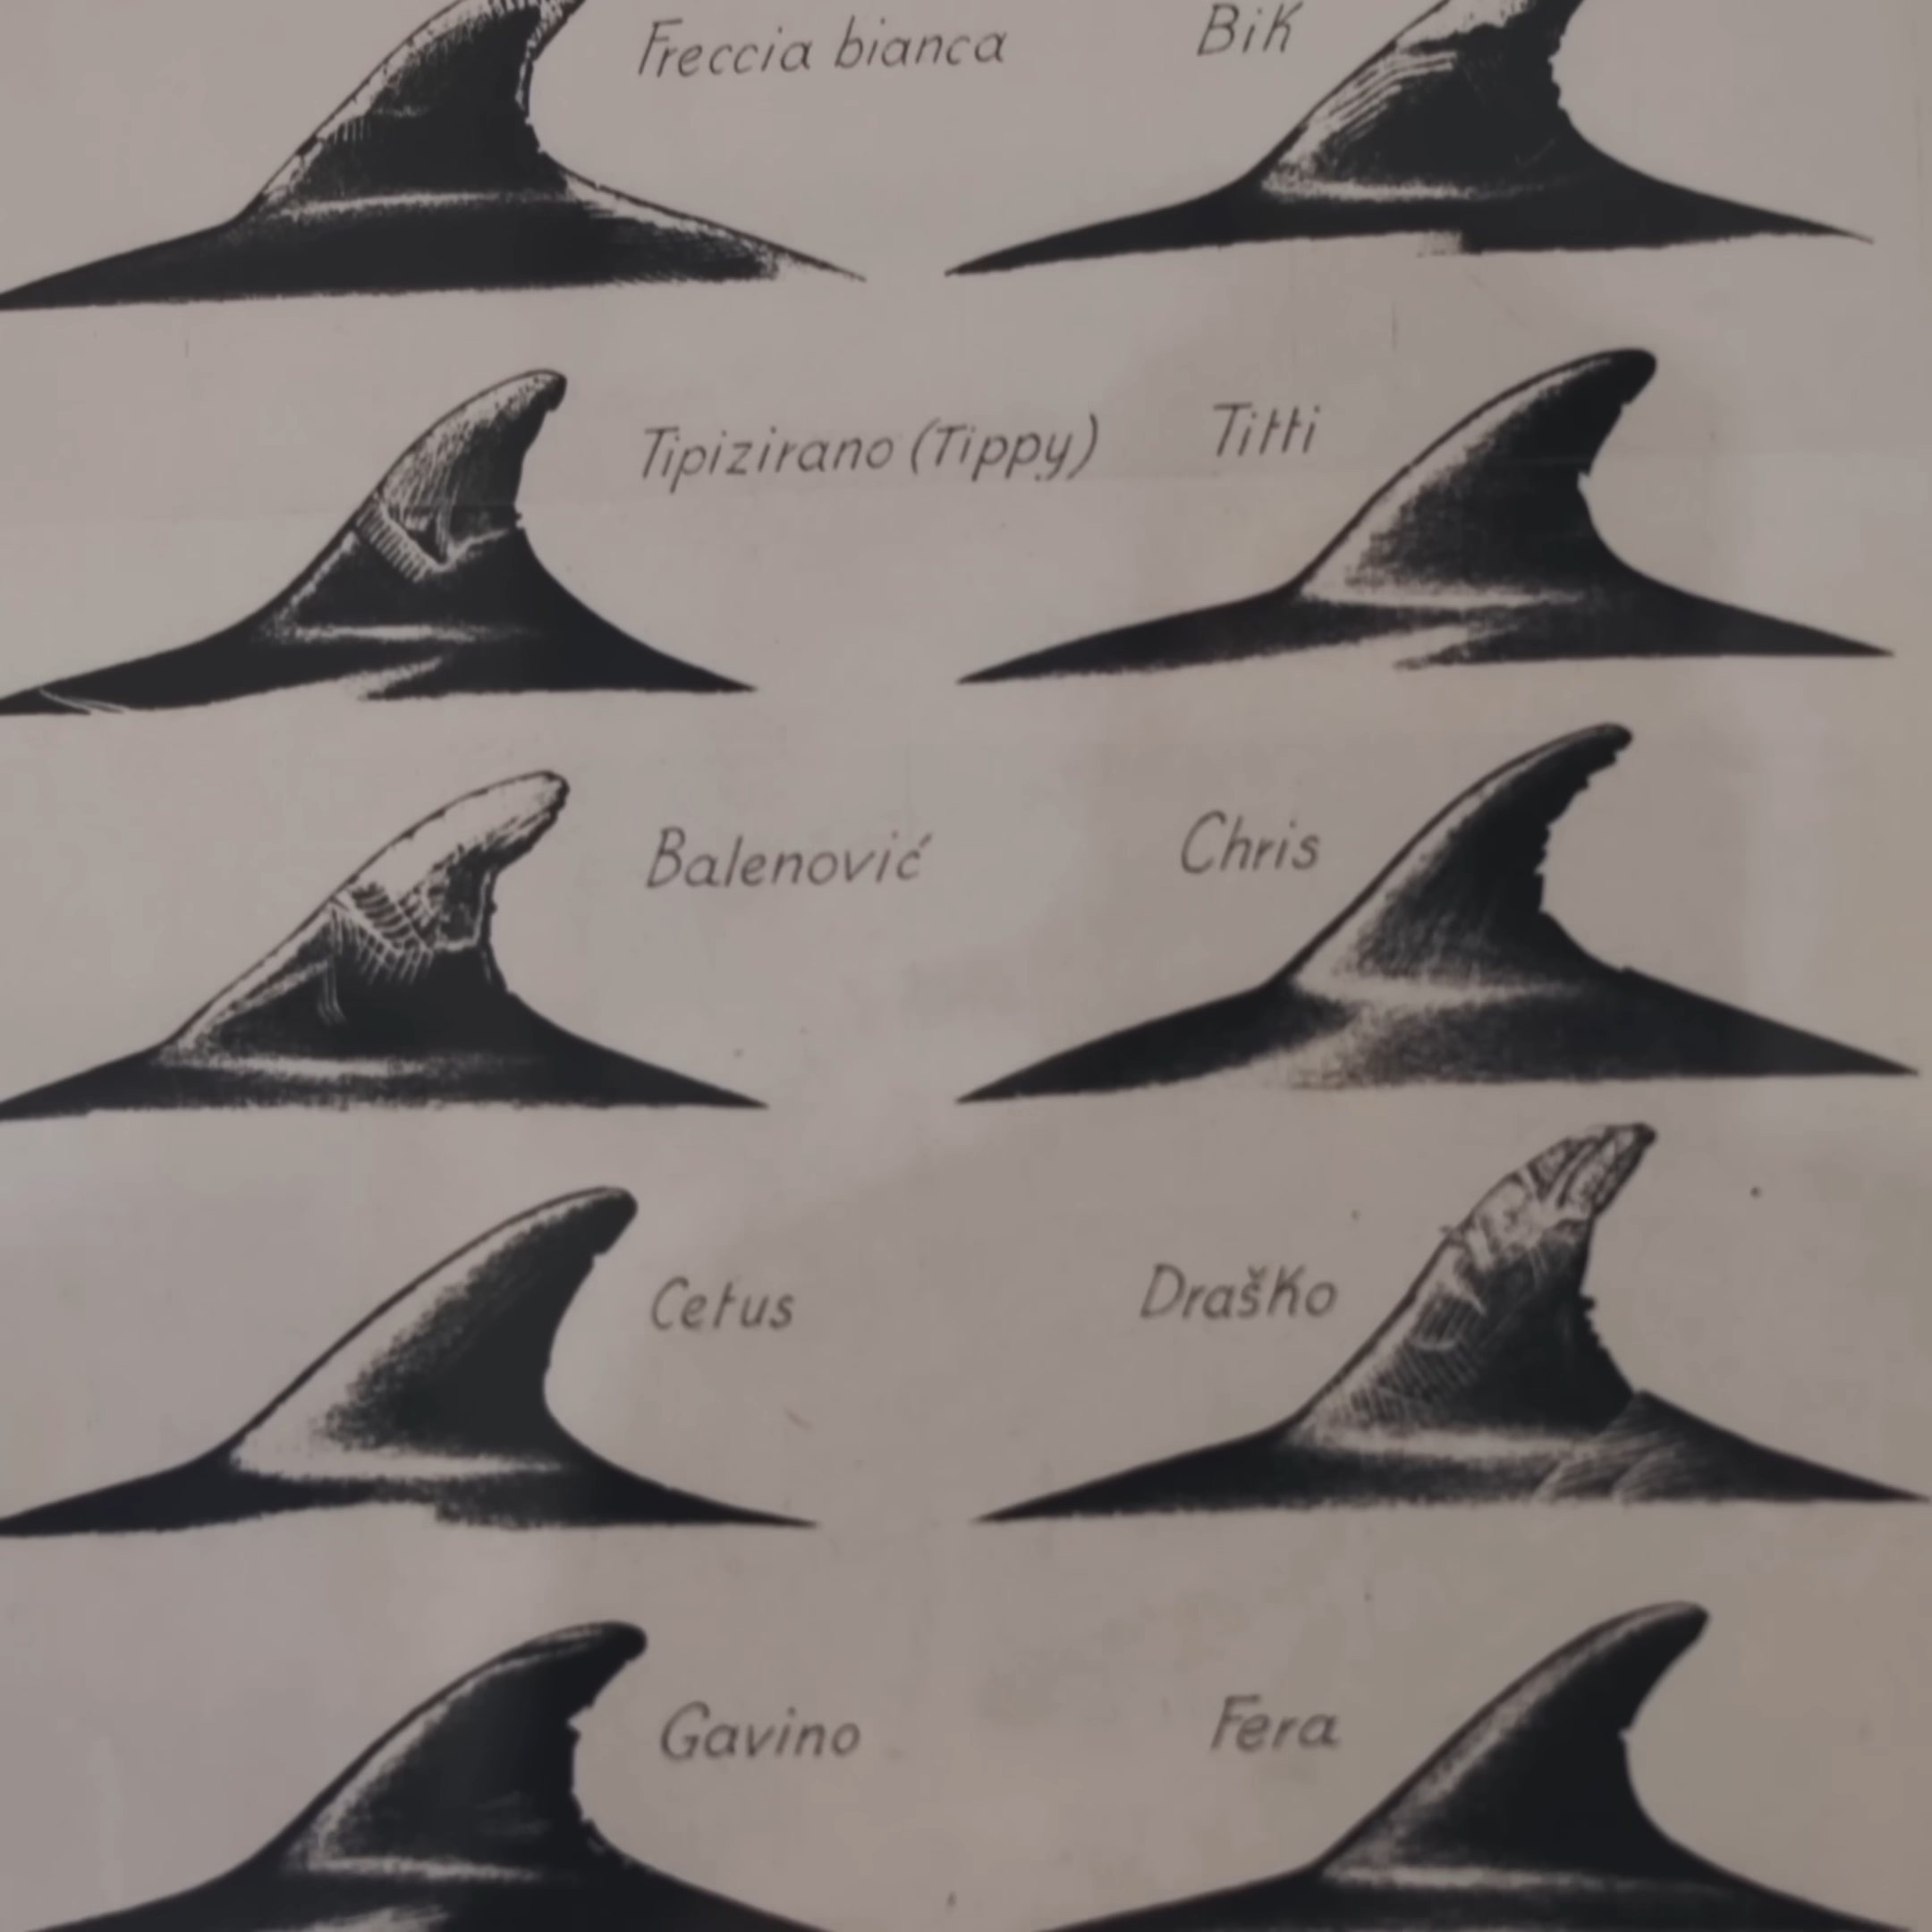 Freccia bianca
Bik
Tipizirano (Tippy)
Titti
Balenović
Chris
Cetus
Draško
Gavino
Fera